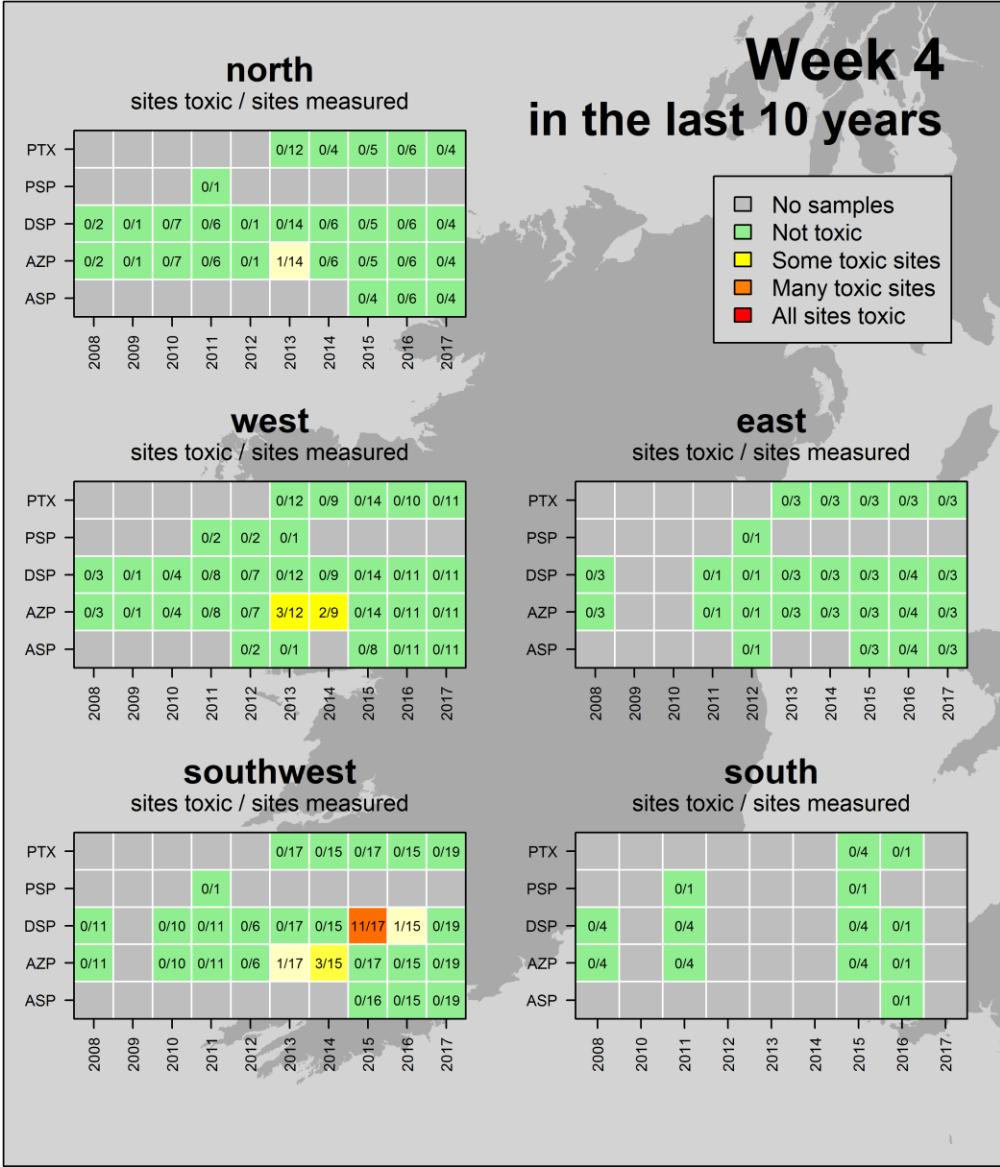 Week 4
in the last 10 years
No samples
Not toxic
Some toxic sites
Many toxic sites
All sites toxic
north
sites toxic / sites measured
PTX 0/12 0/4 0/5 0/6 0/4
PSP 0/1
DSP 0/2 0/1 0/7 0/6 0/1 0/14 0/6 0/5 0/6 0/4
AZP 0/2 0/1 0/7 0/6 0/1 1/14 0/6 0/5 0/6 0/4
ASP 0/4 0/6 0/4
2008 2009 2010 2011 2012 2013 2014 2015 2016 2017
west
sites toxic / sites measured
PTX 0/12 0/9 0/14 0/10 0/11
PSP 0/2 0/2 0/1
DSP 0/3 0/1 0/4 0/8 0/7 0/12 0/9 0/14 0/11 0/11
AZP 0/3 0/1 0/4 0/8 0/7 3/12 2/9 0/14 0/11 0/11
ASP 0/2 0/1 0/8 0/11 0/11
2008 2009 2010 2011 2012 2013 2014 2015 2016 2017
east
sites toxic / sites measured
PTX 0/3 0/3 0/3 0/3 0/3
PSP 0/1
DSP 0/3 0/1 0/1 0/3 0/3 0/3 0/4 0/3
AZP 0/3 0/1 0/1 0/3 0/3 0/3 0/4 0/3
ASP 0/1 0/3 0/4 0/3
2008 2009 2010 2011 2012 2013 2014 2015 2016 2017
southwest
sites toxic / sites measured
PTX 0/17 0/15 0/17 0/15 0/19
PSP 0/1
DSP 0/11 0/10 0/11 0/6 0/17 0/15 11/17 1/15 0/19
AZP 0/11 0/10 0/11 0/6 1/17 3/15 0/17 0/15 0/19
ASP 0/16 0/15 0/19
2008 2009 2010 2011 2012 2013 2014 2015 2016 2017
south
sites toxic / sites measured
PTX 0/4 0/1
PSP 0/1 0/1
DSP 0/4 0/4 0/4 0/1
AZP 0/4 0/4 0/4 0/1
ASP 0/1
2008 2009 2010 2011 2012 2013 2014 2015 2016 2017